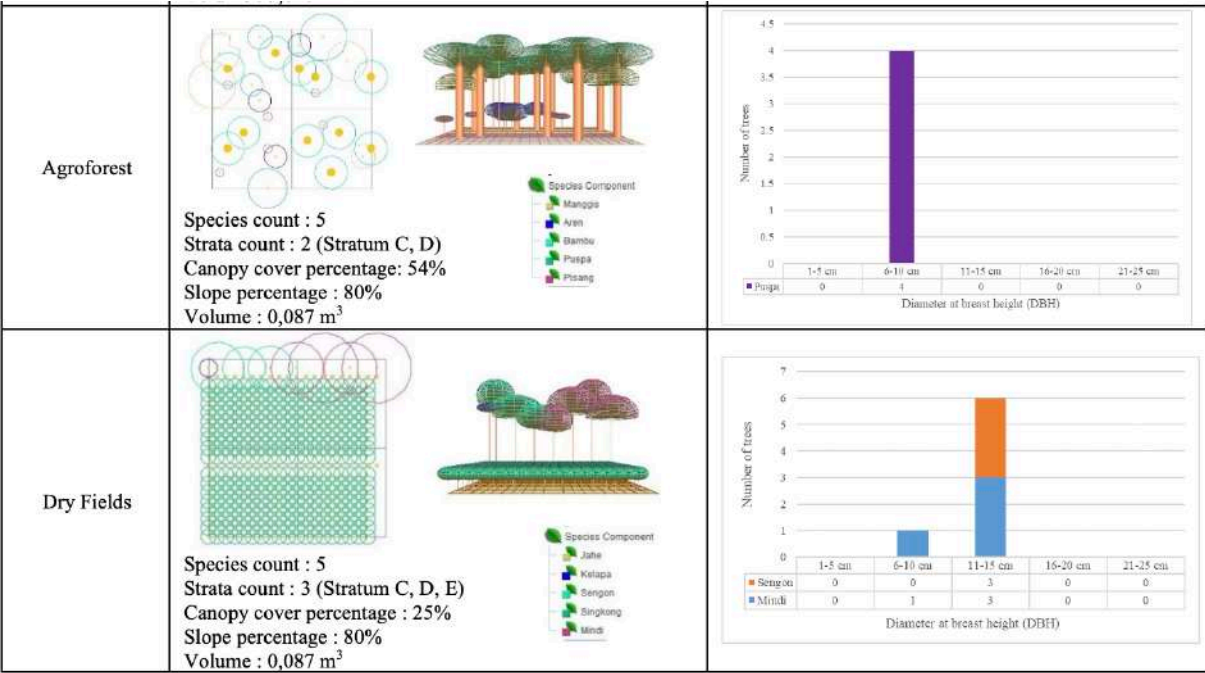 Agroforest
Species count : 5
Strata count : 2 (Stratum C, D)
Canopy cover percentage: 54%
Slope percentage : 80%
Volume : 0,087 m³
Species Component
Manggis
Aren
Bambu
Puspa
Pisang
Number of trees
4.5
4
3.5
3
2.5
2
1.5
1
0.5
0
1-5 cm 6-10 cm 11-15 cm 16-20 cm 21-25 cm
Puspa 0 4 0 0 0
Diameter at breast height (DBH)
Dry Fields
Species count : 5
Strata count : 3 (Stratum C, D, E)
Canopy cover percentage : 25%
Slope percentage : 80%
Volume : 0,087 m³
Species Component
Jahe
Kelapa
Sengon
Singkong
Mindi
Number of trees
7
6
5
4
3
2
1
0
1-5 cm 6-10 cm 11-15 cm 16-20 cm 21-25 cm
Sengon 0 0 3 0 0
Mindi 0 1 3 0 0
Diameter at breast height (DBH)